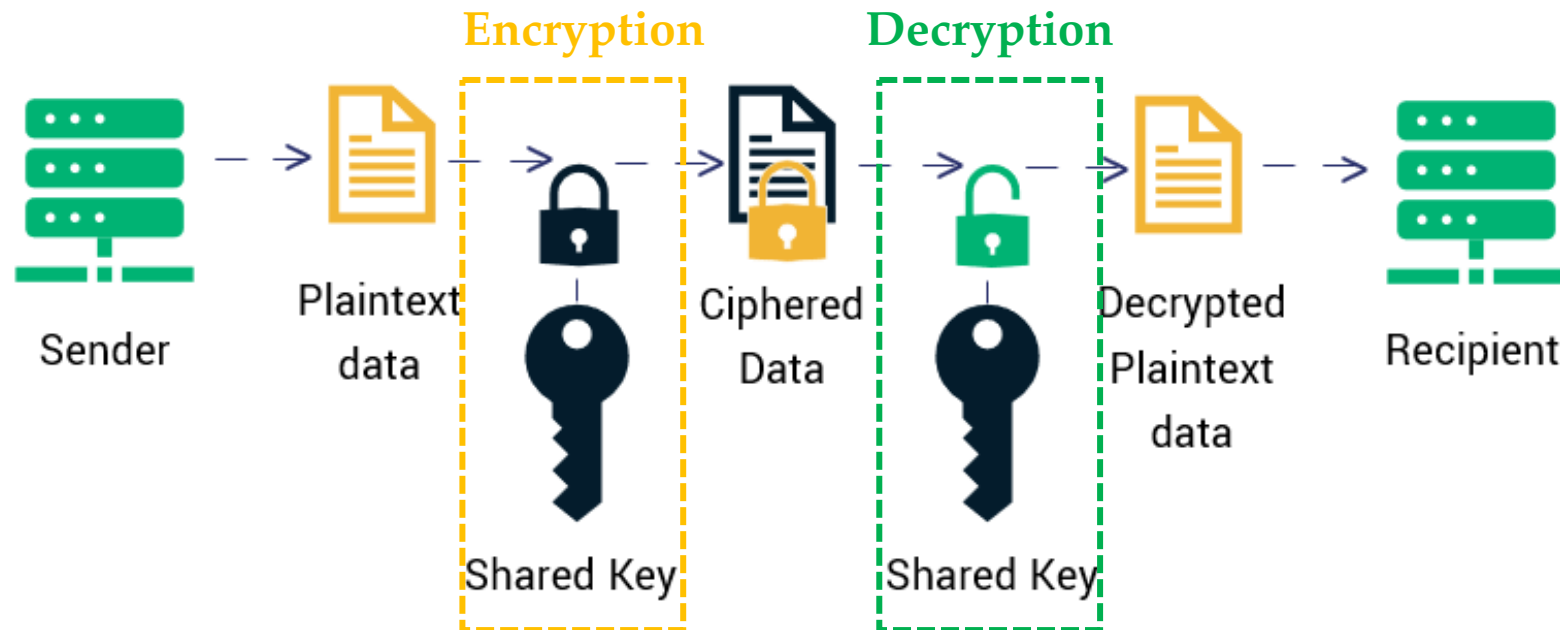 Encryption
Decryption
Sender
Plaintext
data
Shared Key
Ciphered
Data
Shared Key
Decrypted
Plaintext
data
Recipient